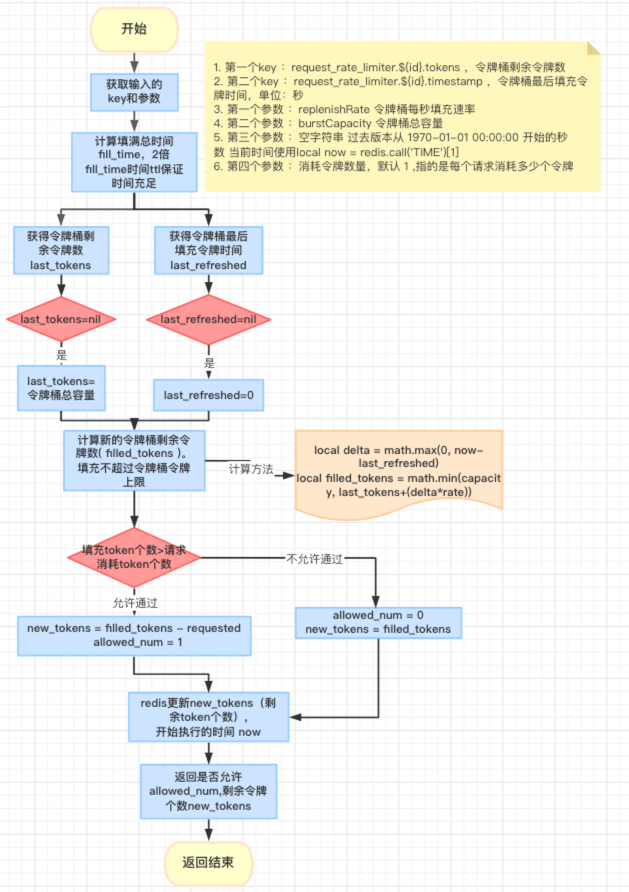 开始
1. 第一个key： request_rate_limiter.${id}.tokens ，令牌桶剩余令牌数
2. 第二个key： request_rate_limiter.${id}.timestamp ，令牌桶最后填充令
牌时间，单位：秒
3. 第一个参数： replenishRate 令牌桶每秒填充速率
4. 第二个参数： burstCapacity 令牌桶总容量
5. 第三个参数： 空字符串 过去版本从 1970-01-01 00:00:00 开始的秒
数 当前时间使用local now = redis.call('TIME')[1]
6. 第四个参数： 消耗令牌数量，默认 1 ,指的是每个请求消耗多少个令牌
获取输入的
key和参数
计算填满总时间
fill_time，2倍
fill_time时间ttl保证
时间充足
获得令牌桶剩
余令牌数
last_tokens
获得令牌桶最后
填充令牌时间
last_refreshed
last_tokens=nil
last_refreshed=nil
是
是
last_tokens=
令牌桶总容量
last_refreshed=0
计算新的令牌桶剩余令
牌数( filled_tokens )。
填充不超过令牌桶令牌
上限
计算方法
local delta = math.max(0, now-
last_refreshed)
local filled_tokens = math.min(capacit
y, last_tokens+(delta*rate))
填充token个数>请求
消耗token个数
不允许通过
允许通过
new_tokens = filled_tokens - requested
allowed_num = 1
allowed_num = 0
new_tokens = filled_tokens
redis更新new_tokens（剩
余token个数），
开始执行的时间 now
返回是否允许
allowed_num,剩余令牌
个数new_tokens
返回结束